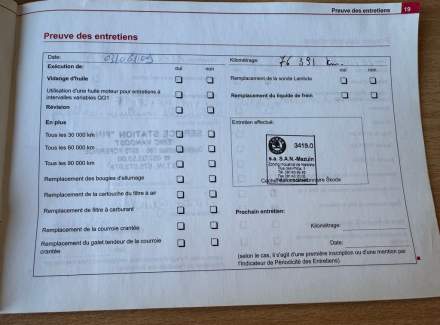 Preuve des entretiens 19
Preuve des entretiens
Date: Kilométrage: 76 391 km
Exécution de: oui non oui non
Vidange d'huile Remplacement de la sonde Lambda
Utilisation d'une huile moteur pour entretiens à
intervalles variables QG1 Remplacement du liquide de frein
Révision
En plus Entretien effectué:
Tous les 30 000 km
Tous les 60 000 km
Tous les 90 000 km
3415.0
s.a. S.A.N.-Mazuin
Remplacement des bougies d'allumage
Remplacement de la cartouche du filtre à air
Remplacement de filtre à carburant Prochain entretien:
Remplacement de la courroie crantée Kilométrage:
Remplacement du galet tendeur de la courroie
crantée Date:
(selon le cas, il s'agit d'une première inscription ou d'une mention par
l'Indicateur de Périodicité des Entretiens)